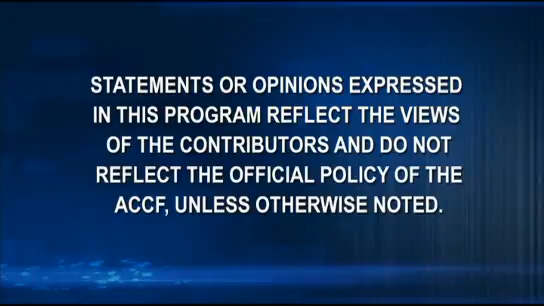 STATEMENTS OR OPINIONS EXPRESSED
IN THIS PROGRAM REFLECT THE VIEWS
OF THE CONTRIBUTORS AND DO NOT
REFLECT THE OFFICIAL POLICY OF THE
ACCF, UNLESS OTHERWISE NOTED.